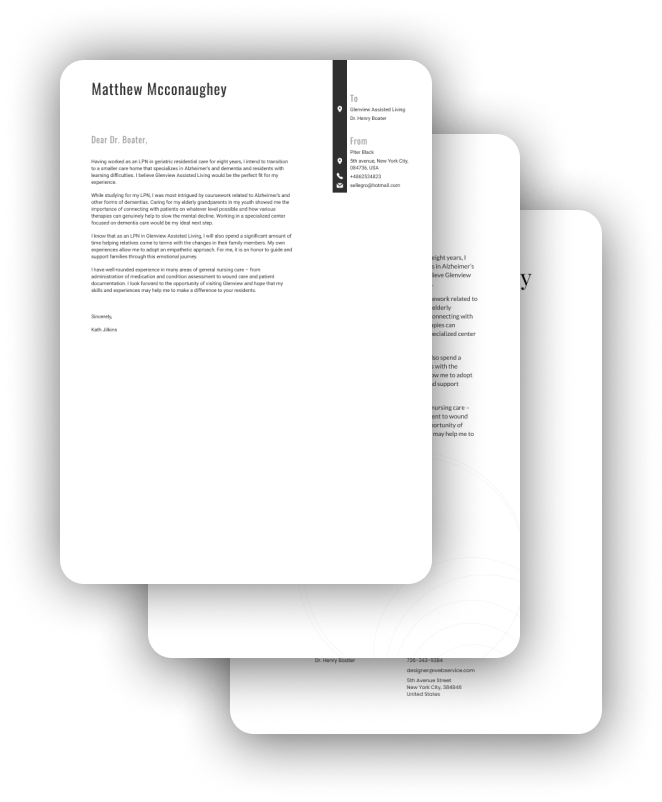 Matthew Mcconaughey
To
Glenview Assisted Living
Dr. Henry Boater
From
Piter Black
5th avenue, New York City,
084736, USA
+4862534823
sellegro@hotmail.com
Dear Dr. Boater,
Having worked as an LPN in geriatric residential care for eight years, I intend to transition
to a smaller care home that specializes in Alzheimer's and dementia and residents with
learning difficulties. I believe Glenview Assisted Living would be the perfect fit for my
experience.
While studying for my LPN, I was most intrigued by coursework related to Alzheimer's and
other forms of dementias. Caring for my elderly grandparents in my youth showed me the
importance of connecting with patients on whatever level possible and how various
therapies can genuinely help to slow the mental decline. Working in a specialized center
focused on dementia care would be my ideal next step.
I know that as an LPN in Glenview Assisted Living, I will also spend a significant amount of
time helping relatives come to terms with the changes in their family members. My own
experiences allow me to adopt an empathetic approach. For me, it is an honor to guide and
support families through this emotional journey.
I have well-rounded experience in many areas of general nursing care – from
administration of medication and condition assessment to wound care and patient
documentation. I look forward to the opportunity of visiting Glenview and hope that my
skills and experiences may help me to make a difference to your residents.
Sincerely,
Kath Jilkins
eight years, I
s in Alzheimer's
lieve Glenview
ework related to
elderly
onnecting with
apies can
ecialized center
lso spend a
s with the
ow me to adopt
d support
nursing care –
ent to wound
portunity of
may help me to
y
Dr. Henry Boater
designer@webservice.com
5th Avenue Street
New York City, 384846
United States